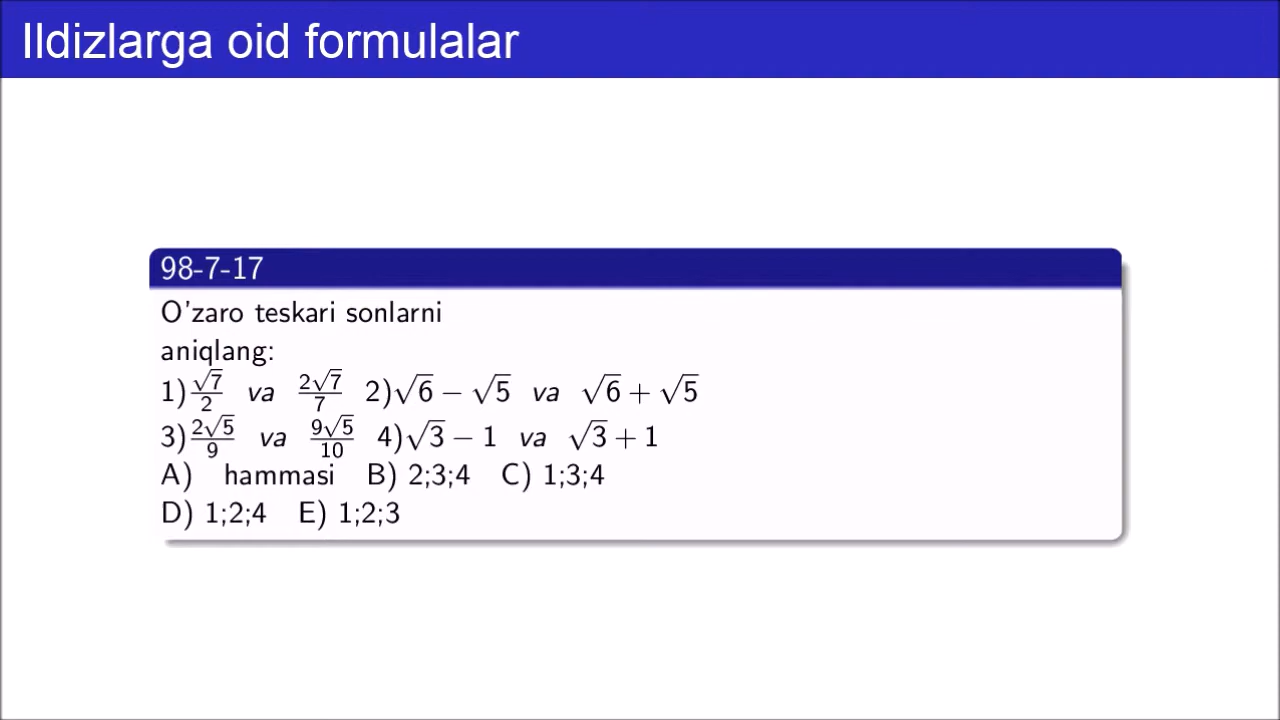 Ildizlarga oid formulalar
98-7-17
O'zaro teskari sonlarni
aniqlang:
1)√7/2 va 2√7/7 2)√6 − √5 va √6 + √5
3)2√5/9 va 9√5/10 4)√3 − 1 va √3 + 1
A) hammasi B) 2;3;4 C) 1;3;4
D) 1;2;4 E) 1;2;3